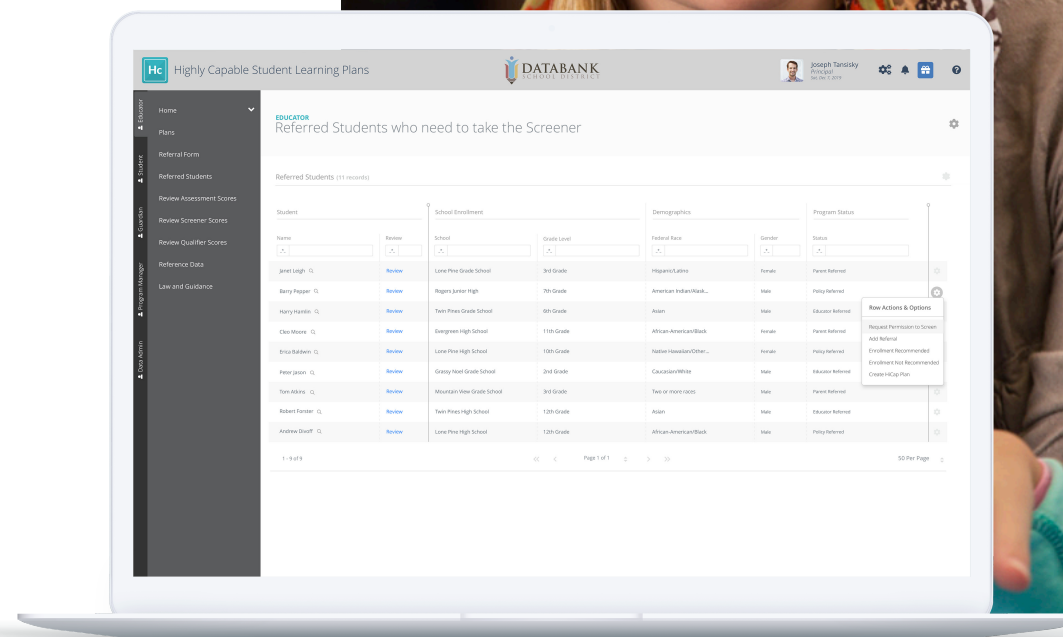 Hc Highly Capable Student Learning Plans
DATABANK
SCHOOL DISTRICT
Joseph Tansisky
Principal
Educator
Student
Guardian
Program Manager
Data Admin
Home
Plans
Referral Form
Referred Students
Review Assessment Scores
Review Screener Scores
Review Qualifier Scores
Reference Data
Law and Guidance
EDUCATOR
Referred Students who need to take the Screener
Referred Students (11 records)
Student School Enrollment Demographics Program Status
Name Review School Grade Level Federal Race Gender Status
Janet Leigh Review Lone Pine Grade School 3rd Grade Hispanic/Latino Female Parent Referred
Barry Pepper Review Rogers Junior High 7th Grade American Indian/Alask... Male Policy Referred
Harry Hamlin Review Twin Pines Grade School 6th Grade Asian Male Educator Referred
Cleo Moore Review Evergreen High School 11th Grade African-American/Black Female Parent Referred
Erica Baldwin Review Lone Pine High School 10th Grade Native Hawaiian/Other... Female Policy Referred
Peter Jason Review Grassy Noel Grade School 2nd Grade Caucasian/White Male Educator Referred
Tom Atkins Review Mountain View Grade School 3rd Grade Two or more races Male Parent Referred
Robert Forster Review Twin Pines High School 12th Grade Asian Male Educator Referred
Andrew Divoff Review Lone Pine High School 12th Grade African-American/Black Male Policy Referred
Row Actions & Options
Request Permission to Screen
Add Referral
Enrollment Recommended
Enrollment Not Recommended
Create HiCap Plan
1 - 9 of 9 Page 1 of 1 50 Per Page